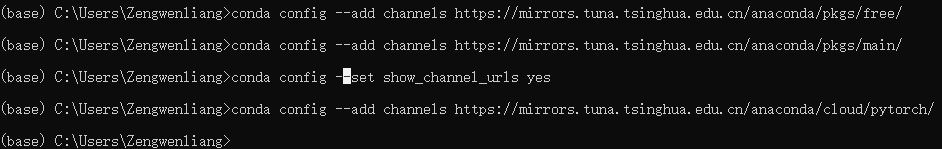 (base) C:\Users\Zengwenliang>conda config --add channels https://mirrors.tuna.tsinghua.edu.cn/anaconda/pkgs/free/
(base) C:\Users\Zengwenliang>conda config --add channels https://mirrors.tuna.tsinghua.edu.cn/anaconda/pkgs/main/
(base) C:\Users\Zengwenliang>conda config --set show_channel_urls yes
(base) C:\Users\Zengwenliang>conda config --add channels https://mirrors.tuna.tsinghua.edu.cn/anaconda/cloud/pytorch/
(base) C:\Users\Zengwenliang>